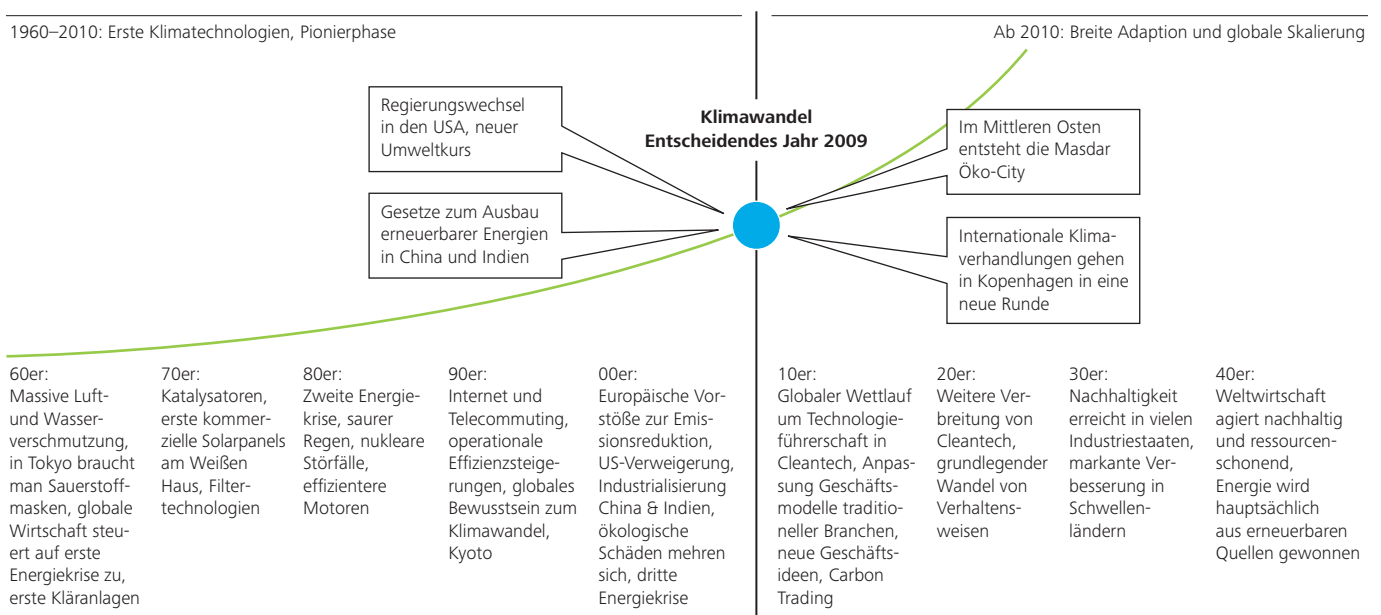 1960–2010: Erste Klimatechnologien, Pionierphase
Ab 2010: Breite Adaption und globale Skalierung
Regierungswechsel
in den USA, neuer
Umweltkurs
Gesetze zum Ausbau
erneuerbarer Energien
in China und Indien
Klimawandel
Entscheidendes Jahr 2009
Im Mittleren Osten
entsteht die Masdar
Öko-City
Internationale Klima-
verhandlungen gehen
in Kopenhagen in eine
neue Runde
60er:
Massive Luft-
und Wasser-
verschmutzung,
in Tokyo braucht
man Sauerstoff-
masken, globale
Wirtschaft steu-
ert auf erste
Energiekrise zu,
erste Kläranlagen
70er:
Katalysatoren,
erste kommer-
zielle Solarpanels
am Weißen
Haus, Filter-
technologien
80er:
Zweite Energie-
krise, saurer
Regen, nukleare
Störfälle,
effizientere
Motoren
90er:
Internet und
Telecommuting,
operationale
Effizienzsteige-
rungen, globales
Bewusstsein zum
Klimawandel,
Kyoto
00er:
Europäische Vor-
stöße zur Emis-
sionsreduktion,
US-Verweigerung,
Industrialisierung
China & Indien,
ökologische
Schäden mehren
sich, dritte
Energiekrise
10er:
Globaler Wettlauf
um Technologie-
führerschaft in
Cleantech, Anpas-
sung Geschäfts-
modelle traditio-
neller Branchen,
neue Geschäfts-
ideen, Carbon
Trading
20er:
Weitere Ver-
breitung von
Cleantech,
grundlegender
Wandel von
Verhaltens-
weisen
30er:
Nachhaltigkeit
erreicht in vielen
Industriestaaten,
markante Ver-
besserung in
Schwellen-
ländern
40er:
Weltwirtschaft
agiert nachhaltig
und ressourcen-
schonend,
Energie wird
hauptsächlich
aus erneuerbaren
Quellen gewonnen